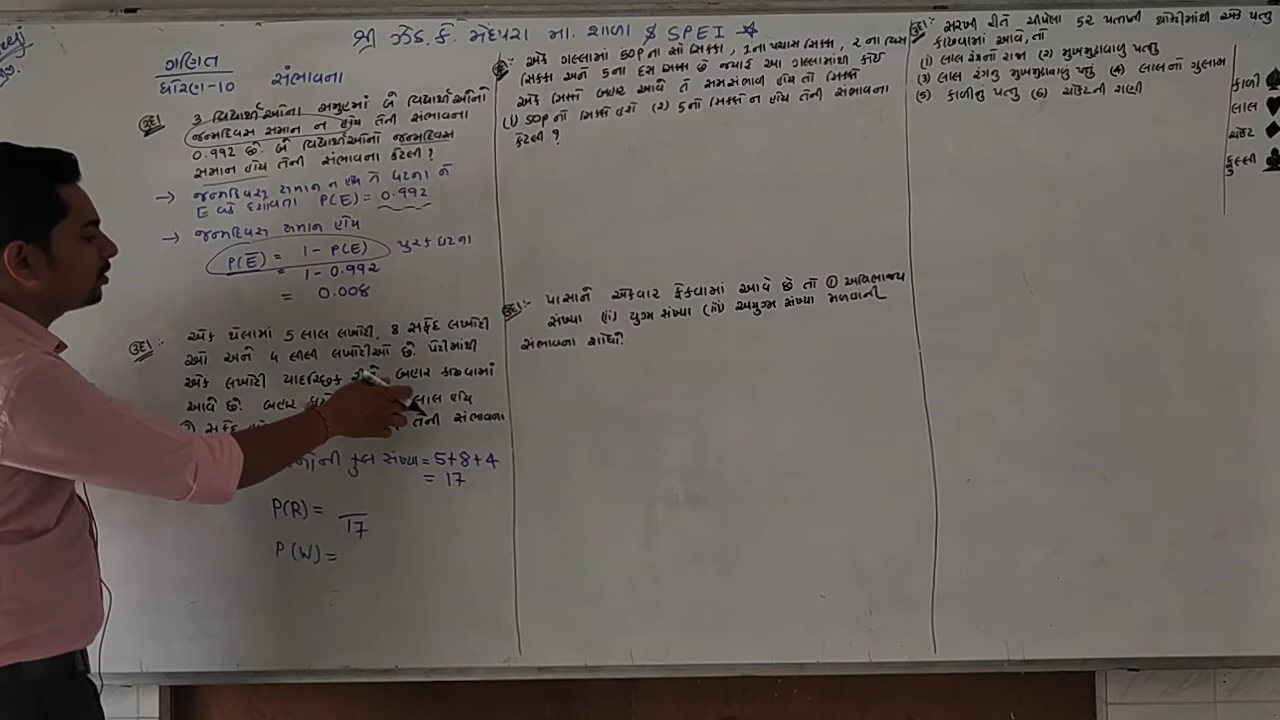 શ્રી ઝેડ. કે. મેંદપરા મા. શાળા $ SPEI
ગણિત
ધોરણ-10
સંભાવના
ઉદા.
3 વિદ્યાર્થીઓના સમુહમાં બે વિદ્યાર્થીઓનો
જન્મદિવસ સમાન ન હોય તેની સંભાવના
0.992 છે. બે વિદ્યાર્થીઓનો જન્મદિવસ
સમાન હોય તેની સંભાવના કેટલી?
→ જન્મદિવસ સમાન ન હોય તે ઘટના ને
E વડે દર્શાવતા P(E) = 0.992
→ જન્મદિવસ સમાન હોય
P(E̅) = 1 - P(E) પુરક ઘટના
= 1 - 0.992
= 0.008
ઉદા:
એક થેલામાં 5 લાલ લખોટી, 8 સફેદ લખોટી
ઓ અને 4 લીલી લખોટીઓ છે. પેટીમાંથી
એક લખોટી યાદચ્છિક બહાર કાઢવામાં
આવે છે. બહાર લાલ હોય
તેની સંભાવના
કુલ સંખ્યા = 5+8+4
= 17
P(R) = /17
P(W) =
ઉદા:- એક ગલ્લામાં 50P ના સો સિક્કા, 1 ના પચાસ સિક્કા, 2 ના વિસ
સિક્કા અને 5 ના દસ સિક્કા છે જ્યારે આ ગલ્લામાંથી કોઈ
એક સિક્કો બહાર આવે તે સમસંભાવી હોય તો સિક્કો
(1) 50P નો સિક્કો હશે (2) 5 નો સિક્કો ન હોય તેની સંભાવના
કેટલી ?
ઉદા:- પાસાને એકવાર ફેંકવામાં આવે છે તો (i) અવિભાજ્ય
સંખ્યા (ii) યુગ્મ સંખ્યા (iii) અયુગ્મ સંખ્યા મળવાની
સંભાવના શોધો?
ઉદા:- સરખી રીતે ચીપેલા 52 પત્તાની થોકડીમાંથી એક પત્તુ
કાઢવામાં આવે, તો
(1) લાલ રંગનો રાજા (2) મુખમુદ્રાવાળુ પત્તુ
(3) લાલ રંગનુ મુખમુદ્રાવાળું પત્તુ (4) લાલનો ગુલામ
(5) કાળીનું પત્તુ (6) ચોકટની રાણી
કાળી ♠
લાલ ♥
ચોકટ ♦
ફુલ્લી ♣